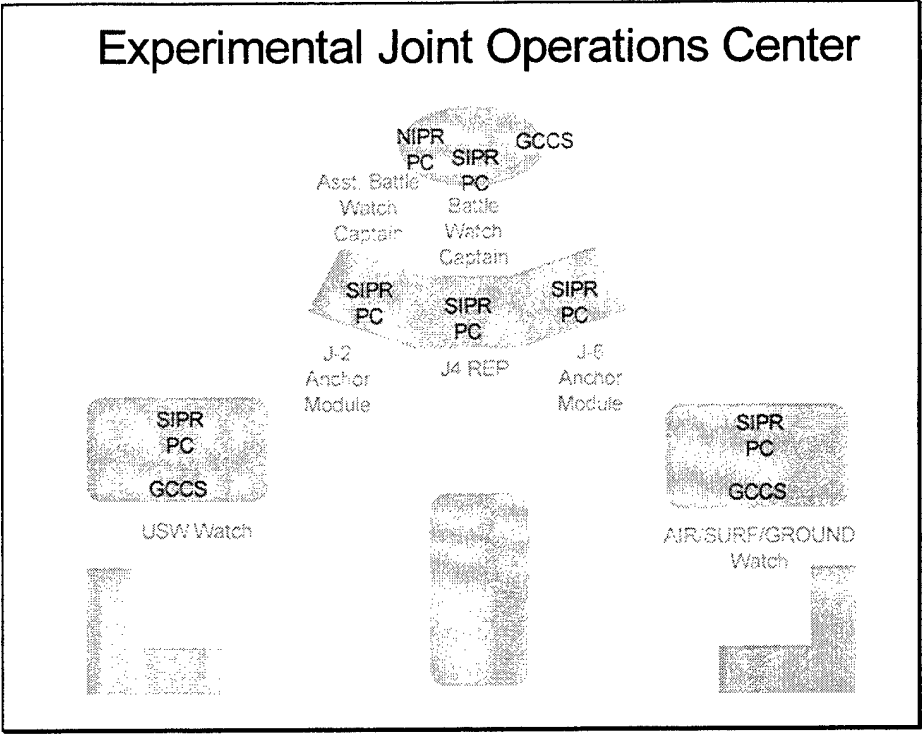 Experimental Joint Operations Center
NIPR
PC
SIPR
PC
GCCS
Asst. Battle
Watch
Captain
Battle
Watch
Captain
SIPR
PC
SIPR
PC
SIPR
PC
J-2
Anchor
Module
J4 REP
J-6
Anchor
Module
SIPR
PC
GCCS
USW Watch
SIPR
PC
GCCS
AIR/SURF/GROUND
Watch